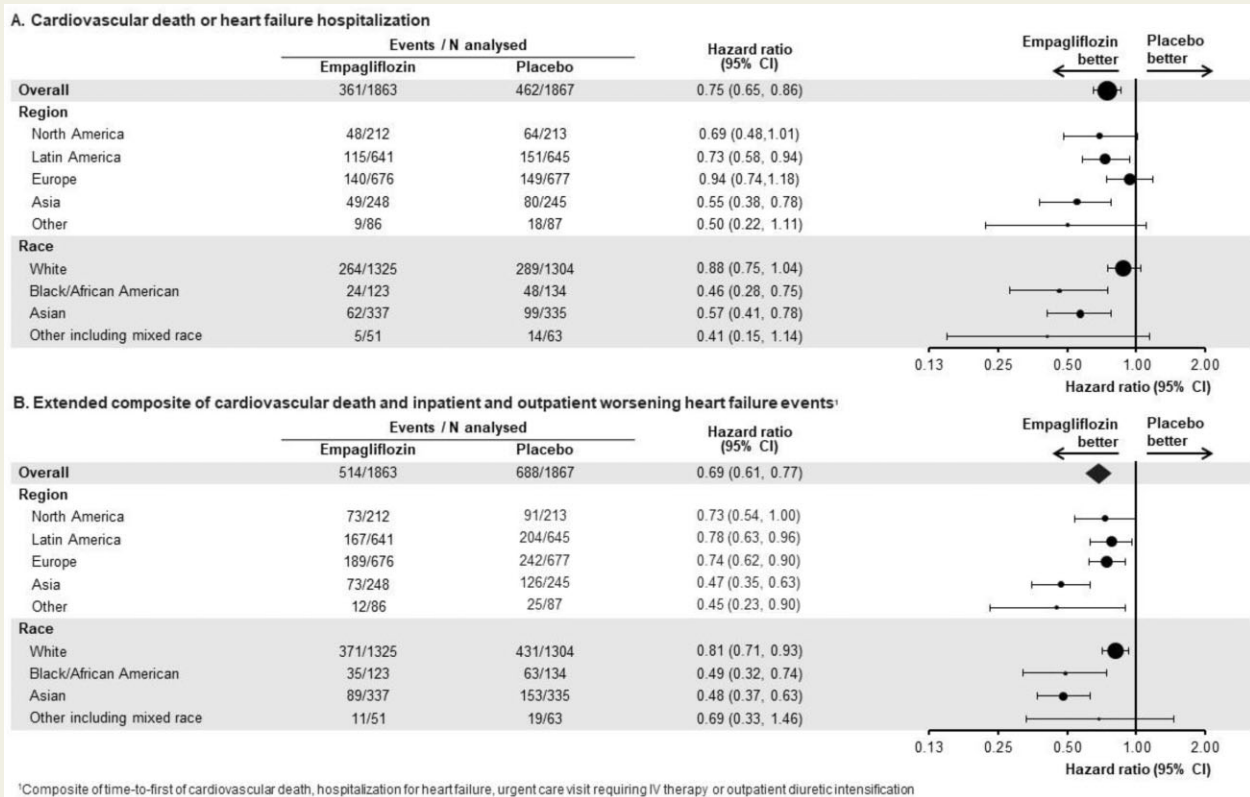 A. Cardiovascular death or heart failure hospitalization
Events / N analysed Hazard ratio (95% CI) Empagliflozin better Placebo better
Empagliflozin Placebo
Overall 361/1863 462/1867 0.75 (0.65, 0.86)
Region
North America 48/212 64/213 0.69 (0.48,1.01)
Latin America 115/641 151/645 0.73 (0.58, 0.94)
Europe 140/676 149/677 0.94 (0.74,1.18)
Asia 49/248 80/245 0.55 (0.38, 0.78)
Other 9/86 18/87 0.50 (0.22, 1.11)
Race
White 264/1325 289/1304 0.88 (0.75, 1.04)
Black/African American 24/123 48/134 0.46 (0.28, 0.75)
Asian 62/337 99/335 0.57 (0.41, 0.78)
Other including mixed race 5/51 14/63 0.41 (0.15, 1.14)
0.13 0.25 0.50 1.00 2.00
Hazard ratio (95% CI)
B. Extended composite of cardiovascular death and inpatient and outpatient worsening heart failure events¹
Events / N analysed Hazard ratio (95% CI) Empagliflozin better Placebo better
Empagliflozin Placebo
Overall 514/1863 688/1867 0.69 (0.61, 0.77)
Region
North America 73/212 91/213 0.73 (0.54, 1.00)
Latin America 167/641 204/645 0.78 (0.63, 0.96)
Europe 189/676 242/677 0.74 (0.62, 0.90)
Asia 73/248 126/245 0.47 (0.35, 0.63)
Other 12/86 25/87 0.45 (0.23, 0.90)
Race
White 371/1325 431/1304 0.81 (0.71, 0.93)
Black/African American 35/123 63/134 0.49 (0.32, 0.74)
Asian 89/337 153/335 0.48 (0.37, 0.63)
Other including mixed race 11/51 19/63 0.69 (0.33, 1.46)
0.13 0.25 0.50 1.00 2.00
Hazard ratio (95% CI)
¹Composite of time-to-first of cardiovascular death, hospitalization for heart failure, urgent care visit requiring IV therapy or outpatient diuretic intensification